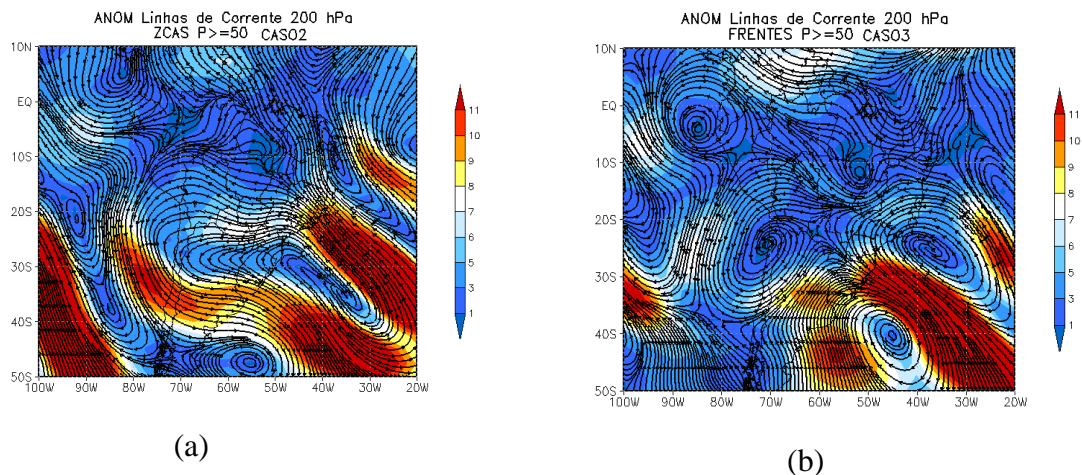 ANOM Linhas de Corrente 200 hPa
ZCAS P>=50 CASO2
10N
EQ
10S
20S
30S
40S
50S
100W 90W 80W 70W 60W 50W 40W 30W 20W
11
10
9
8
7
6
5
3
1
(a)
ANOM Linhas de Corrente 200 hPa
FRENTES P>=50 CASO3
10N
EQ
10S
20S
30S
40S
50S
100W 90W 80W 70W 60W 50W 40W 30W 20W
11
10
9
8
7
6
5
3
1
(b)